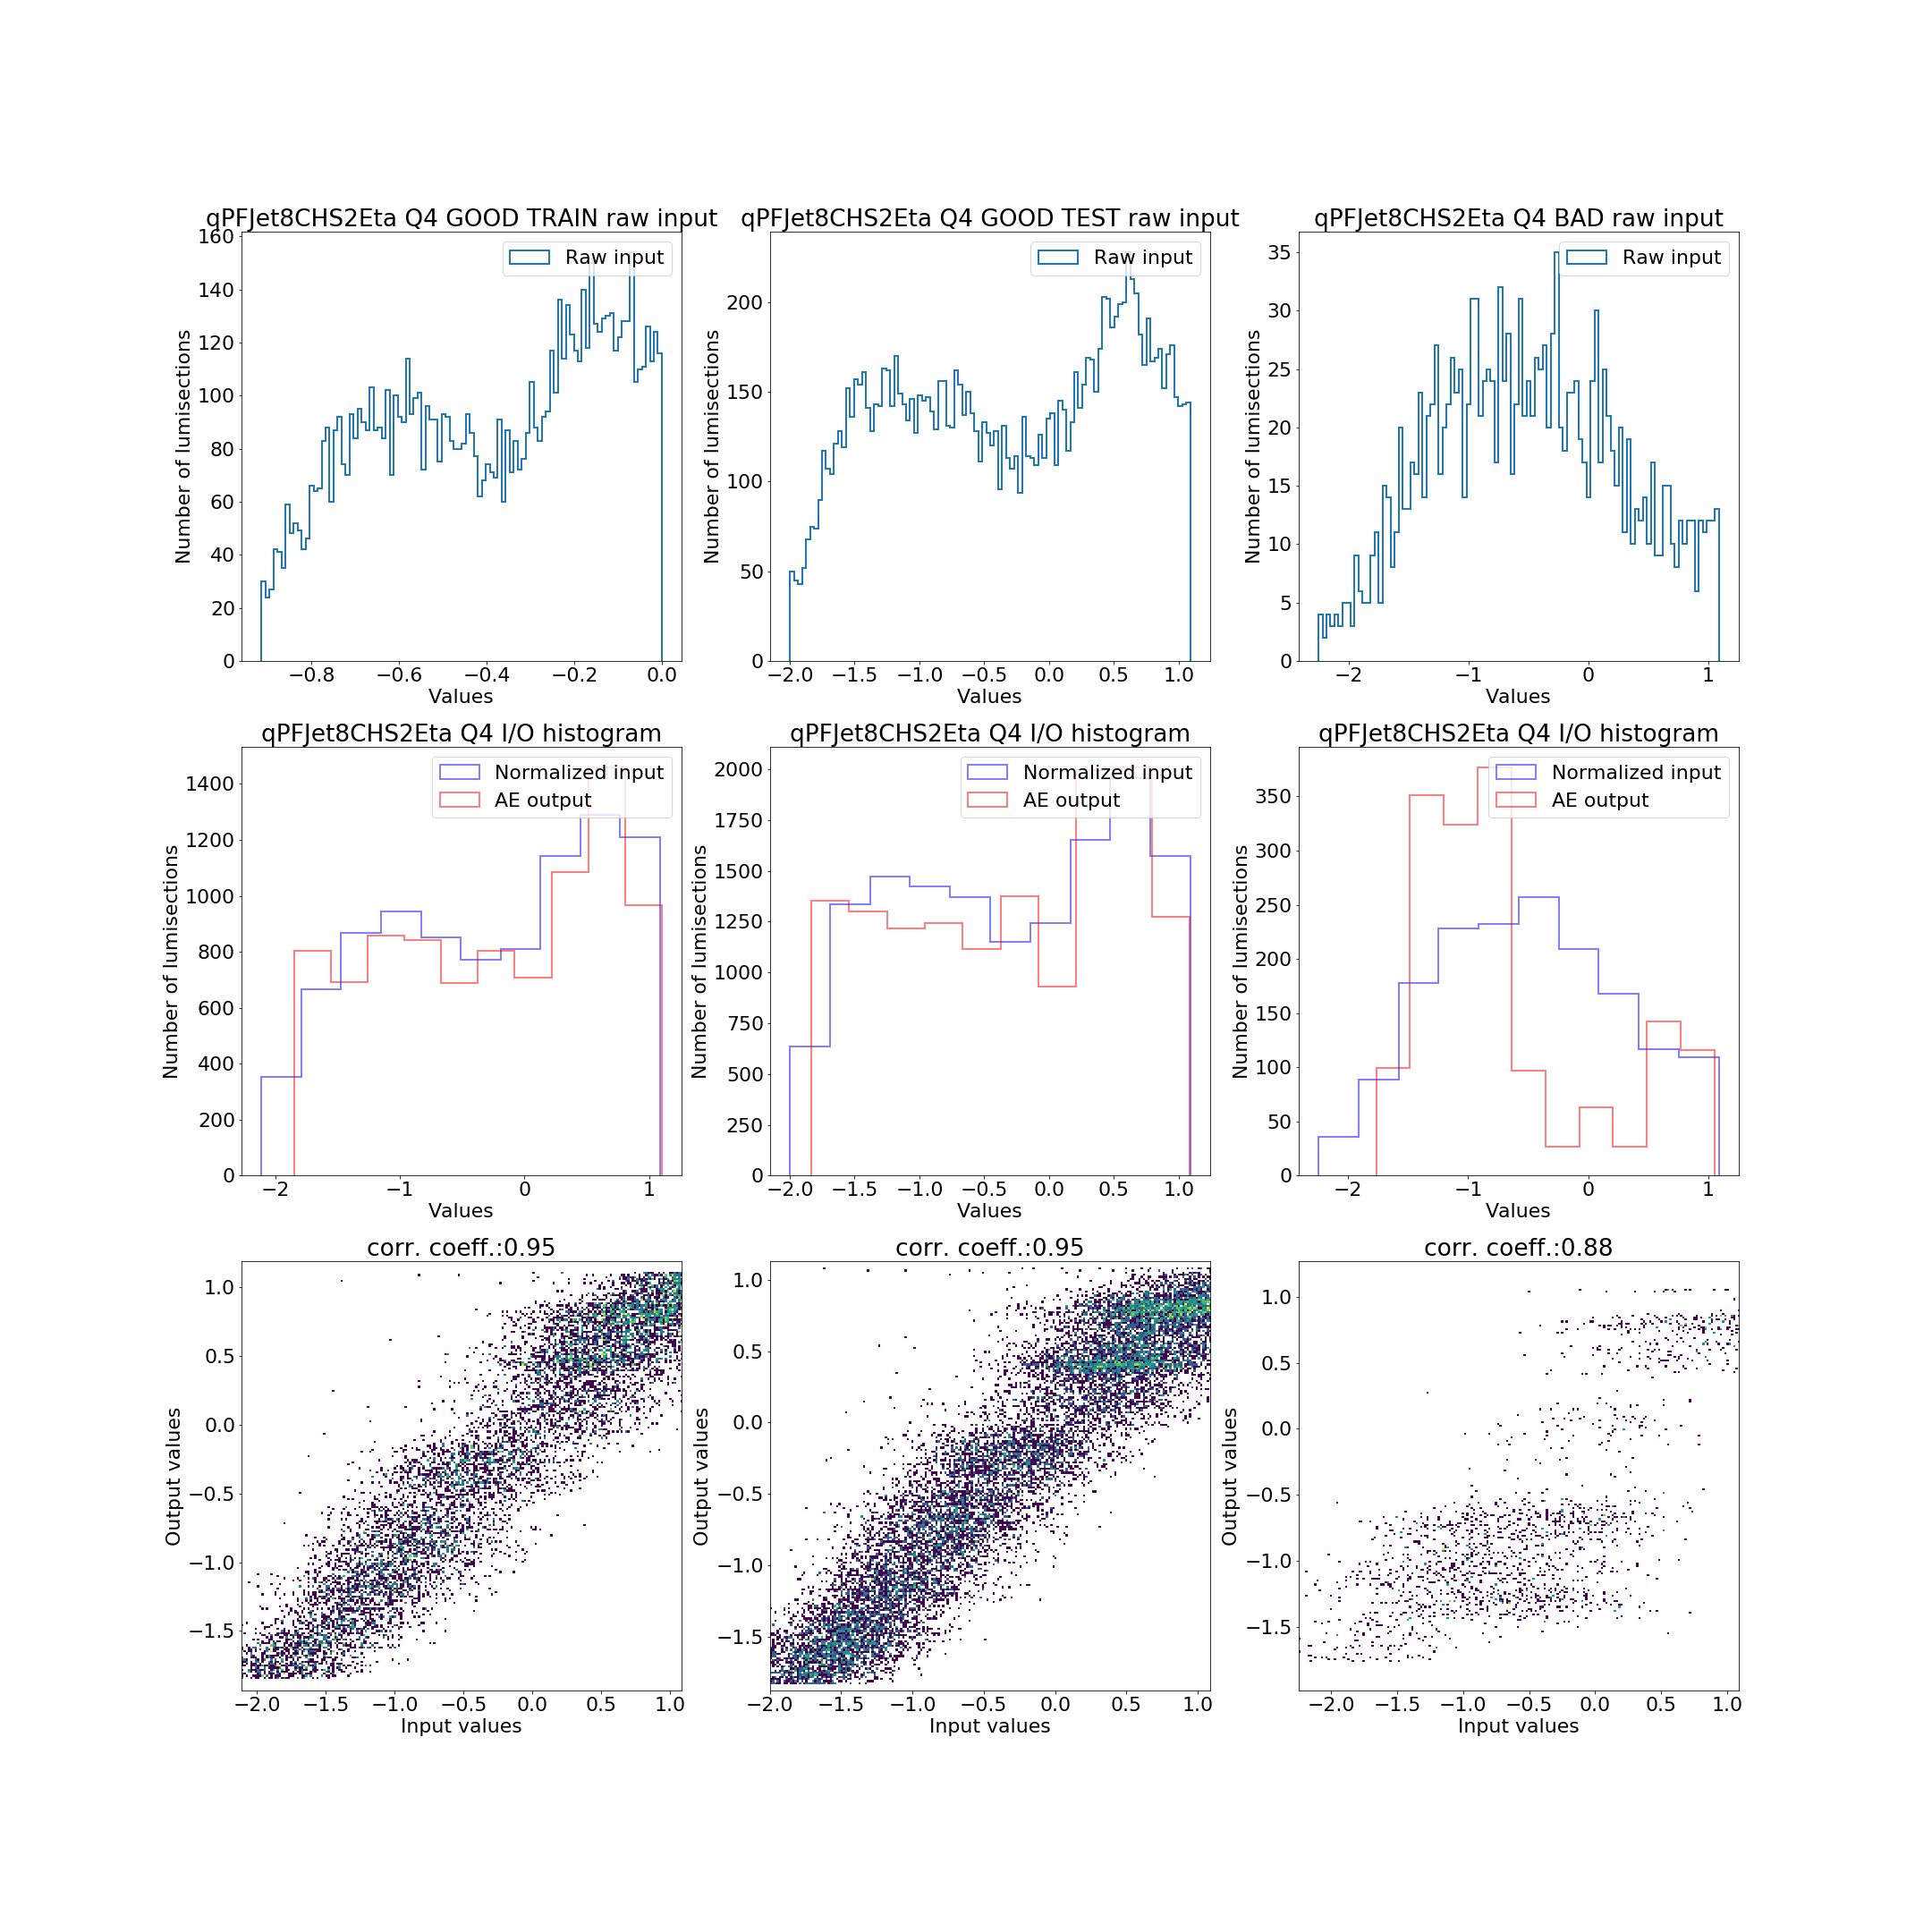 qPFJet8CHS2Eta Q4 GOOD TRAIN raw input
Raw input
Number of lumisections
160
140
120
100
80
60
40
20
0
−0.8 −0.6 −0.4 −0.2 0.0
Values
qPFJet8CHS2Eta Q4 GOOD TEST raw input
Raw input
Number of lumisections
200
150
100
50
0
−2.0 −1.5 −1.0 −0.5 0.0 0.5 1.0
Values
qPFJet8CHS2Eta Q4 BAD raw input
Raw input
Number of lumisections
35
30
25
20
15
10
5
0
−2 −1 0 1
Values
qPFJet8CHS2Eta Q4 I/O histogram
Normalized input
AE output
Number of lumisections
1400
1200
1000
800
600
400
200
0
−2 −1 0 1
Values
qPFJet8CHS2Eta Q4 I/O histogram
Normalized input
AE output
Number of lumisections
2000
1750
1500
1250
1000
750
500
250
0
−2.0 −1.5 −1.0 −0.5 0.0 0.5 1.0
Values
qPFJet8CHS2Eta Q4 I/O histogram
Normalized input
AE output
Number of lumisections
350
300
250
200
150
100
50
0
−2 −1 0 1
Values
corr. coeff.:0.95
Output values
1.0
0.5
0.0
−0.5
−1.0
−1.5
−2.0 −1.5 −1.0 −0.5 0.0 0.5 1.0
Input values
corr. coeff.:0.95
Output values
1.0
0.5
0.0
−0.5
−1.0
−1.5
−2.0 −1.5 −1.0 −0.5 0.0 0.5 1.0
Input values
corr. coeff.:0.88
Output values
1.0
0.5
0.0
−0.5
−1.0
−1.5
−2.0 −1.5 −1.0 −0.5 0.0 0.5 1.0
Input values